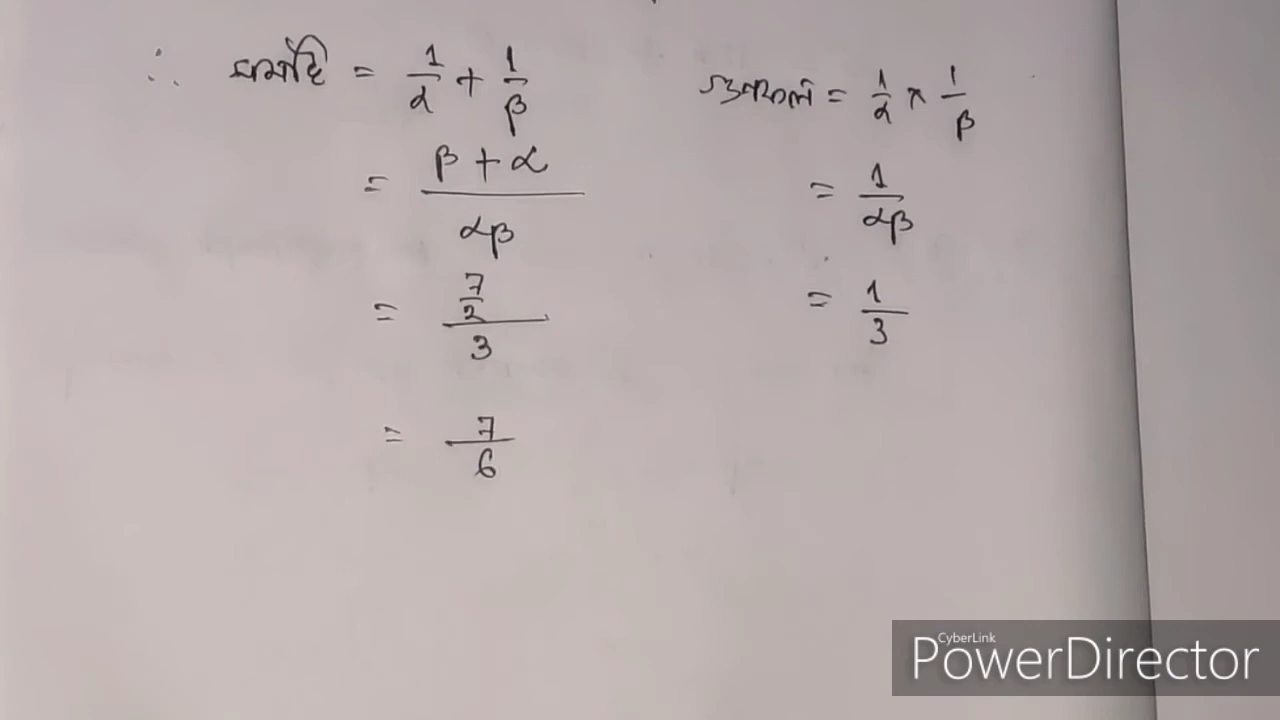 ∴ সমষ্টি = 1/α + 1/β
= β + α / αβ
= 7/2 / 3
= 7/6
গুণফল = 1/α × 1/β
= 1/αβ
= 1/3
CyberLink
PowerDirector